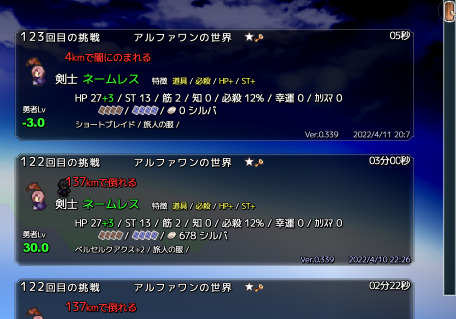 123回目の挑戦 アルファワンの世界 ★ 05秒
4kmで闇にのまれる
剣士 ネームレス 特徴 道具 / 必殺 / HP+ / ST+
HP 27+3 / ST 13 / 筋 2 / 知 0 / 必殺 12% / 幸運 0 / ｶﾘｽﾏ 0
勇者Lv / / 0 シルバ
-3.0 ショートブレイド / 旅人の服 /
Ver.0.339 2022/4/11 20:7
122回目の挑戦 アルファワンの世界 ★ 03分00秒
137kmで倒れる
剣士 ネームレス 特徴 道具 / 必殺 / HP+ / ST+
HP 27+3 / ST 13 / 筋 2 / 知 0 / 必殺 12% / 幸運 0 / ｶﾘｽﾏ 0
勇者Lv / / 678 シルバ
30.0 ベルセルクアクス+2 / 旅人の服 /
Ver.0.339 2022/4/10 22:26
122回目の挑戦 アルファワンの世界 ★ 02分22秒
137kmで倒れる